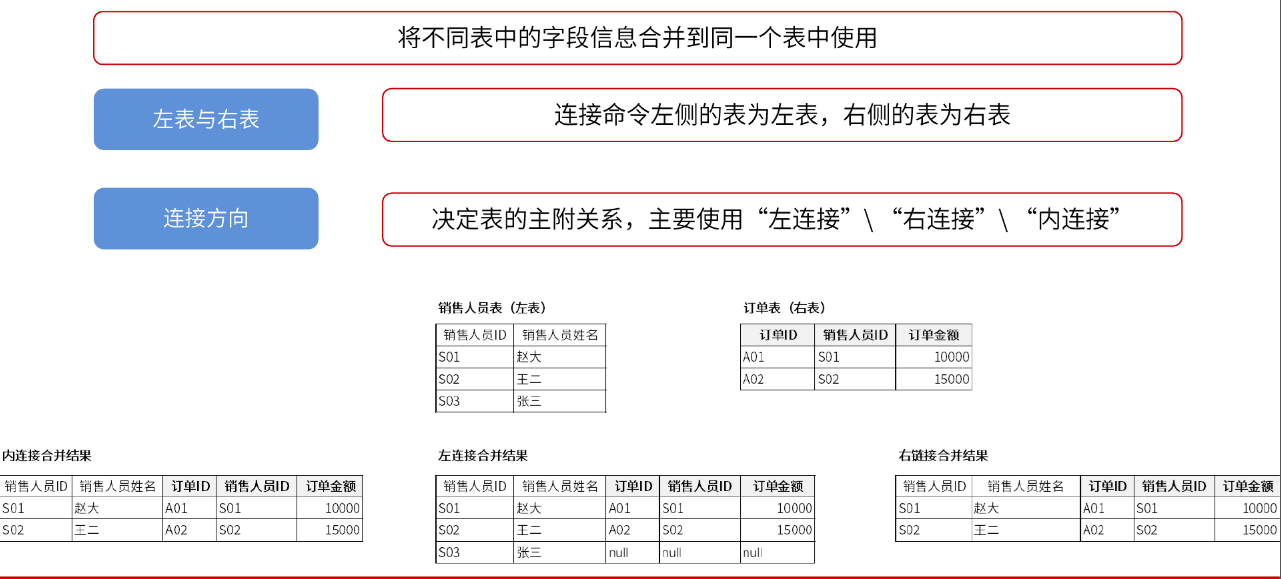 将不同表中的字段信息合并到同一个表中使用
左表与右表
连接命令左侧的表为左表，右侧的表为右表
连接方向
决定表的主附关系，主要使用“左连接”\ “右连接”\ “内连接”
销售人员表（左表）
销售人员ID 销售人员姓名
S01 赵大
S02 王二
S03 张三
订单表（右表）
订单ID 销售人员ID 订单金额
A01 S01 10000
A02 S02 15000
内连接合并结果
销售人员ID 销售人员姓名 订单ID 销售人员ID 订单金额
S01 赵大 A01 S01 10000
S02 王二 A02 S02 15000
左连接合并结果
销售人员ID 销售人员姓名 订单ID 销售人员ID 订单金额
S01 赵大 A01 S01 10000
S02 王二 A02 S02 15000
S03 张三 null null null
右链接合并结果
销售人员ID 销售人员姓名 订单ID 销售人员ID 订单金额
S01 赵大 A01 S01 10000
S02 王二 A02 S02 15000